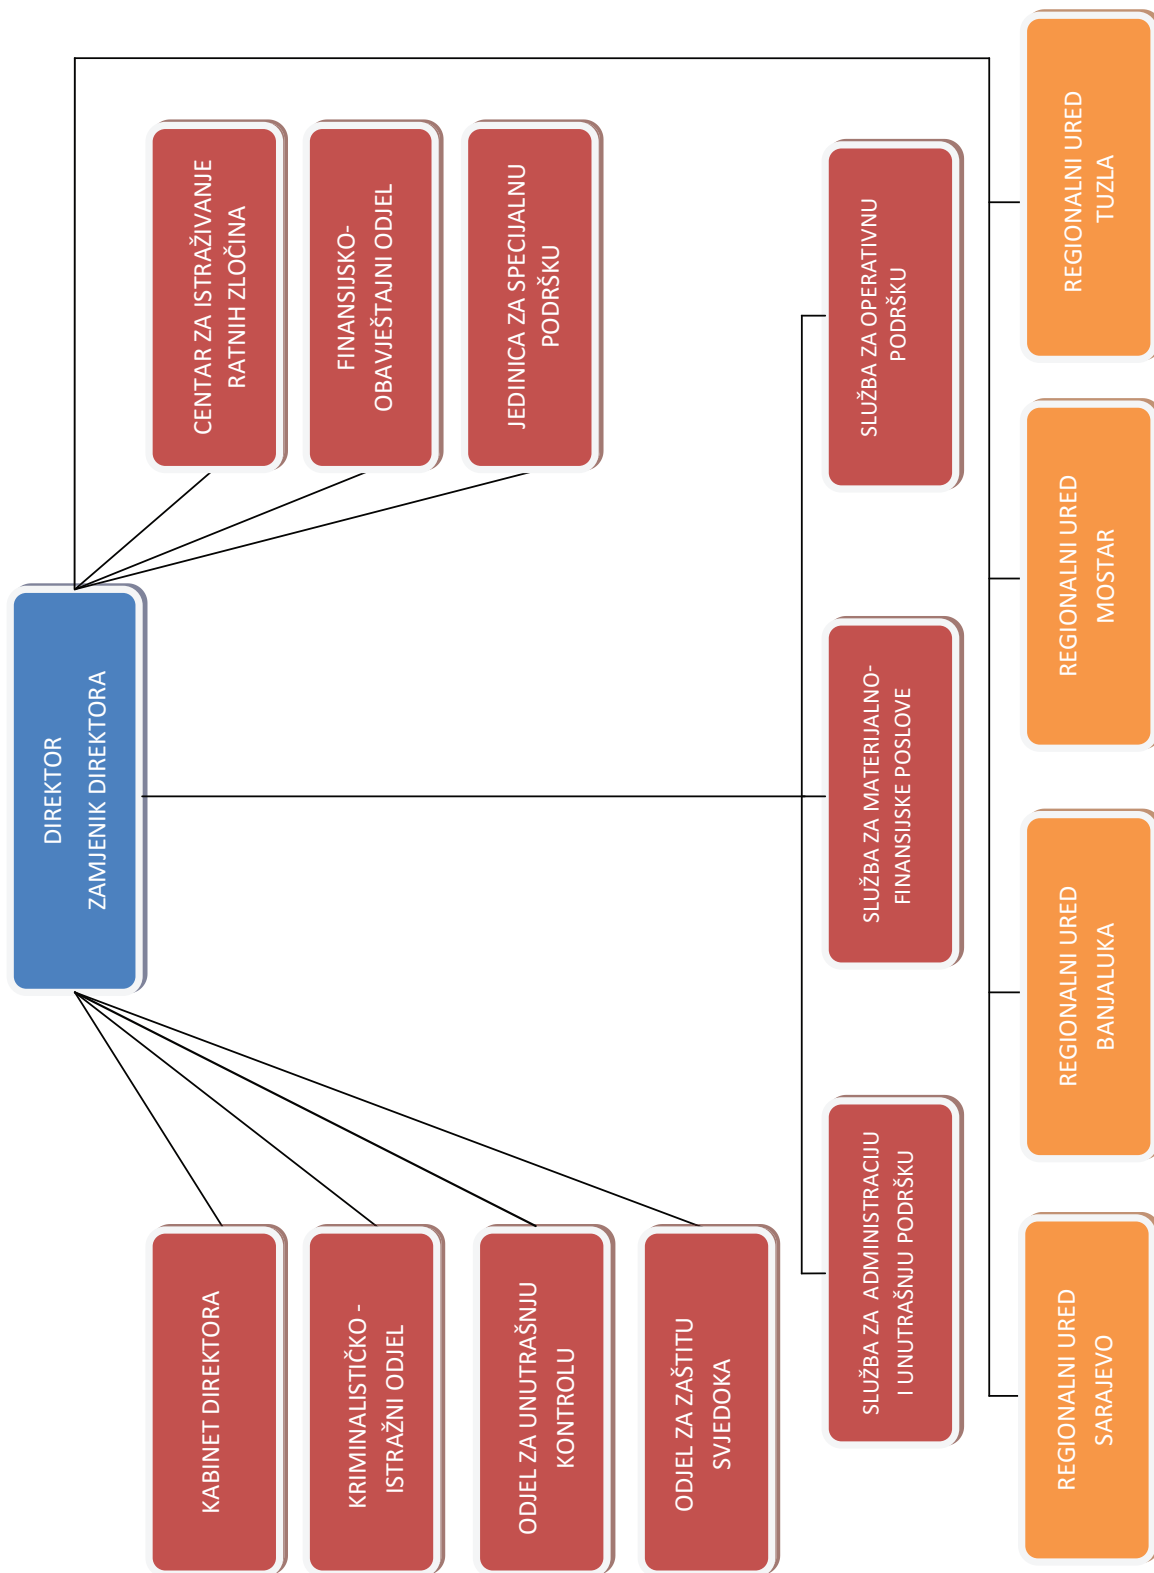 DIREKTOR
ZAMJENIK DIREKTORA
KABINET DIREKTORA
KRIMINALISTIČKO -
ISTRAŽNI ODJEL
ODJEL ZA UNUTRAŠNJU
KONTROLU
ODJEL ZA ZAŠTITU
SVJEDOKA
CENTAR ZA ISTRAŽIVANJE
RATNIH ZLOČINA
FINANSIJSKO-
OBAVJEŠTAJNI ODJEL
JEDINICA ZA SPECIJALNU
PODRŠKU
SLUŽBA ZA ADMINISTRACIJU
I UNUTRAŠNJU PODRŠKU
SLUŽBA ZA MATERIJALNO-
FINANSIJSKE POSLOVE
SLUŽBA ZA OPERATIVNU
PODRŠKU
REGIONALNI URED
SARAJEVO
REGIONALNI URED
BANJALUKA
REGIONALNI URED
MOSTAR
REGIONALNI URED
TUZLA